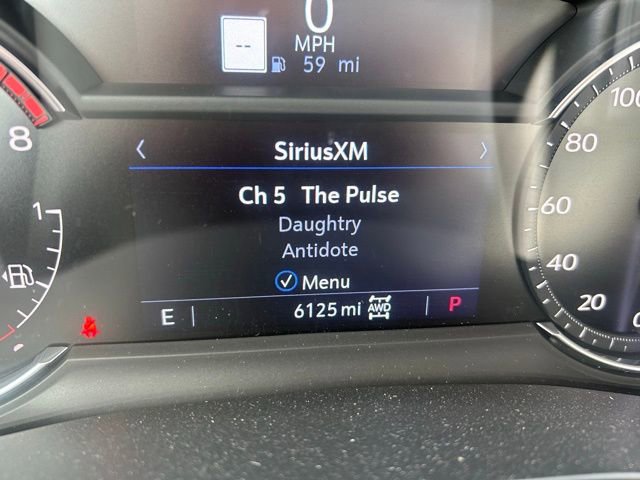 0
MPH
--
59 mi
SiriusXM
Ch 5 The Pulse
Daughtry
Antidote
Menu
E
6125 mi AWD
P
8
1
100
80
60
40
20
0